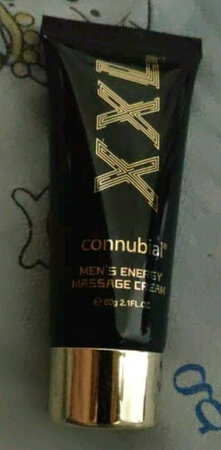 XXL
connubial®
MEN'S ENERGY
MASSAGE CREAM
℮60g 2.1FL.OZ